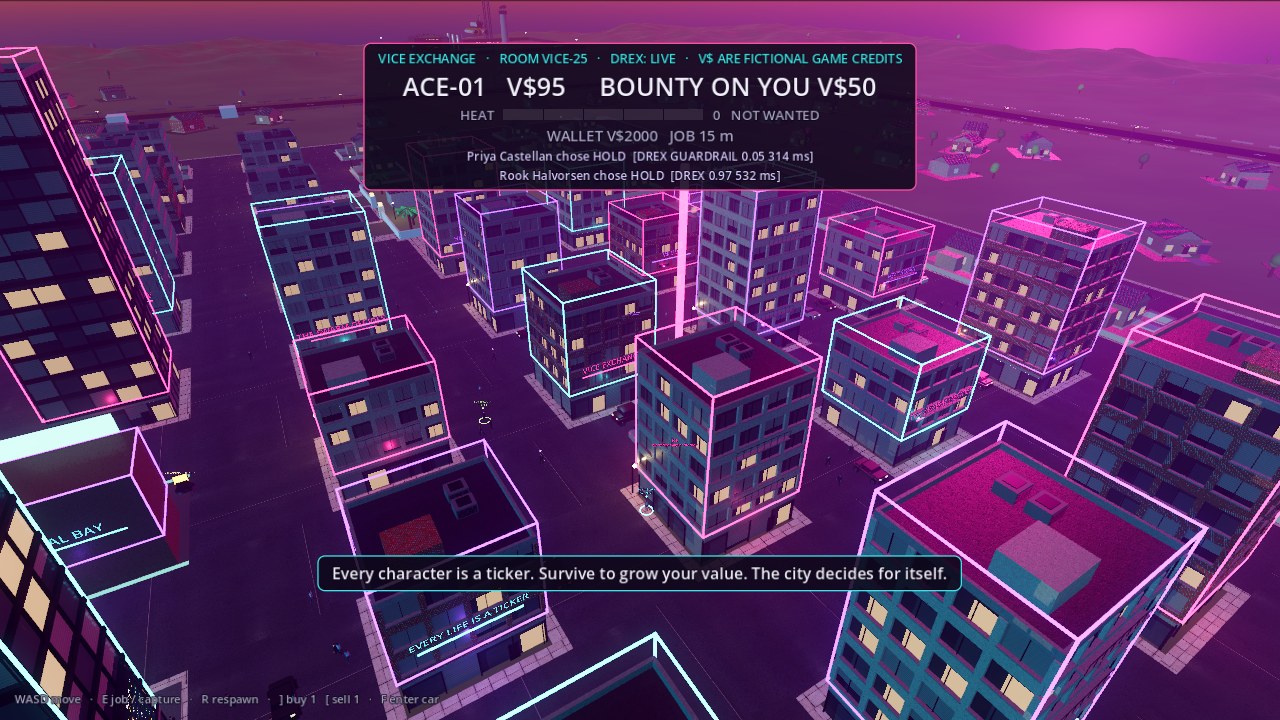 VICE EXCHANGE · ROOM VICE-25 · DREX: LIVE · V$ ARE FICTIONAL GAME CREDITS
ACE-01 V$95 BOUNTY ON YOU V$50
HEAT 0 NOT WANTED
WALLET V$2000 JOB 15 m
Priya Castellan chose HOLD [DREX GUARDRAIL 0.05 314 ms]
Rook Halvorsen chose HOLD [DREX 0.97 532 ms]
VICE EXCHAN
AL BAY
Every character is a ticker. Survive to grow your value. The city decides for itself.
EVERY LIFE IS A TICKER
WASD move · E job / capture · R respawn · ] buy 1 [ sell 1 · F enter car